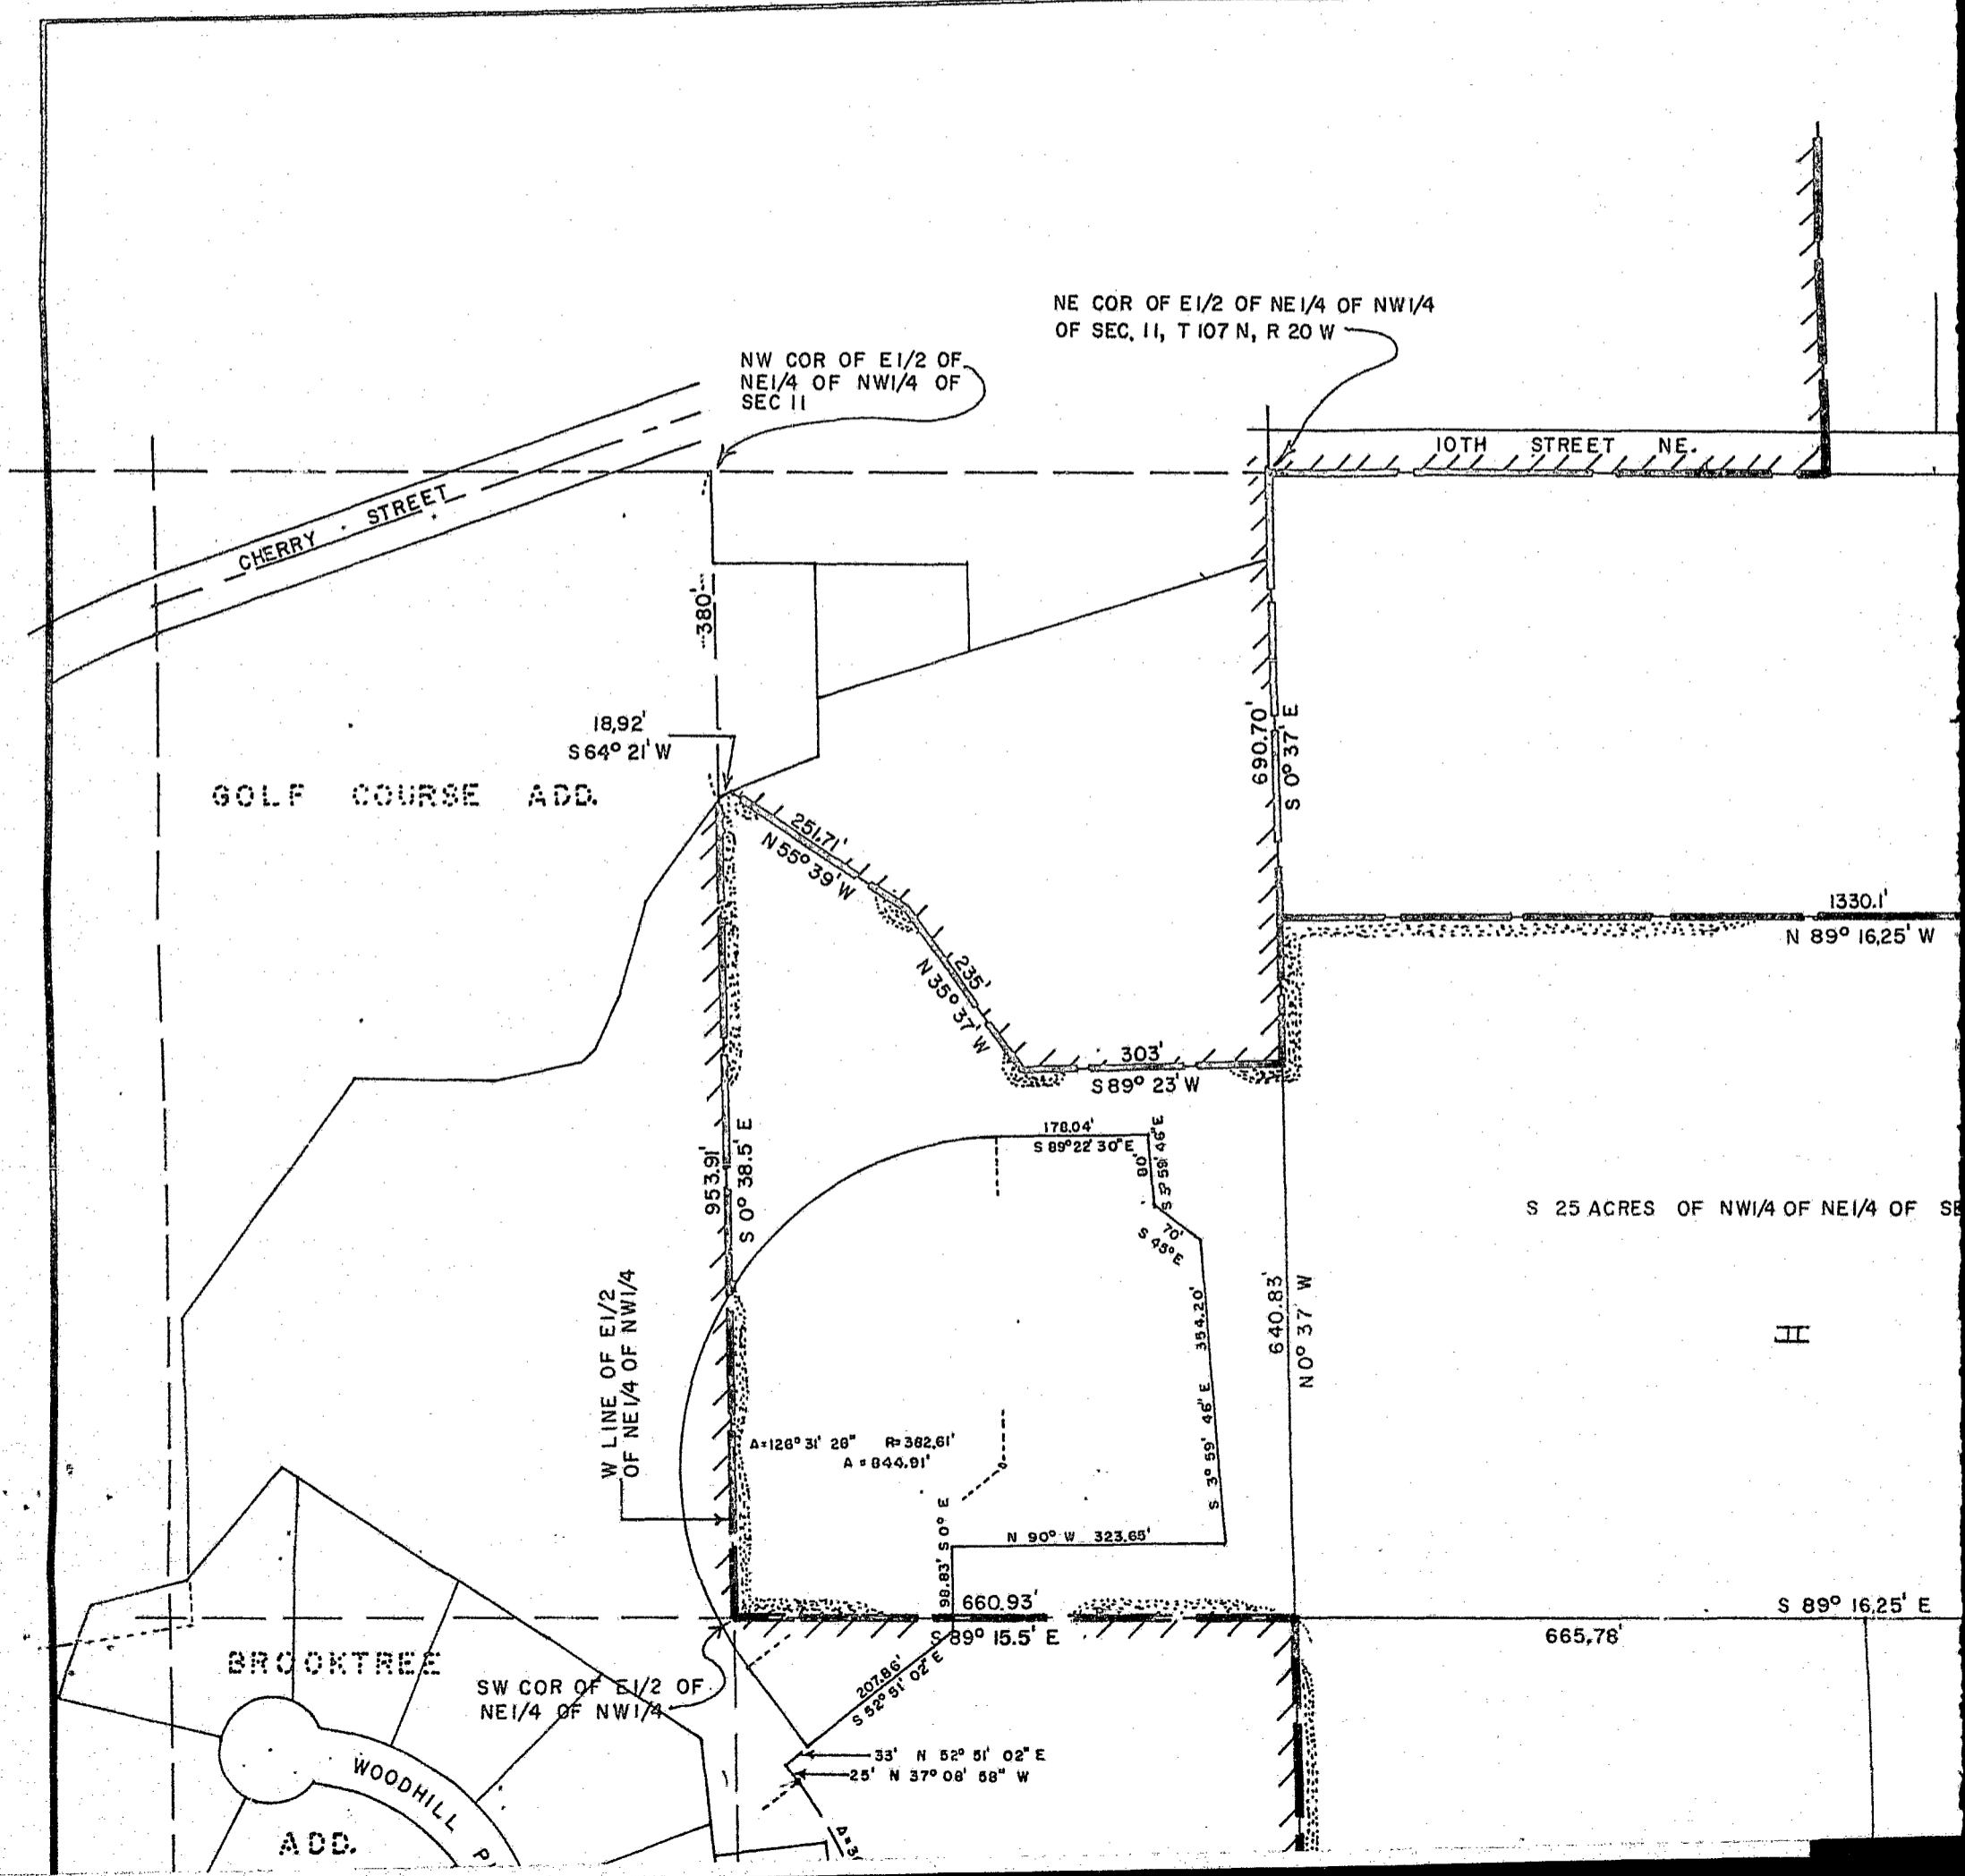 NE COR OF E1/2 OF NE1/4 OF NW1/4
OF SEC. 11, T 107 N, R 20 W
NW COR OF E1/2 OF
NE1/4 OF NW1/4 OF
SEC 11
10TH STREET NE.
CHERRY STREET
380'
18.92'
S 64° 21' W
690.70'
S 0° 37' E
GOLF COURSE ADD.
251.71'
N 55° 39' W
1330.1'
N 89° 16.25' W
235'
N 35° 37' W
303'
S 89° 23' W
178.04'
S 89° 22' 30" E
80'
S 3° 59' 46" E
70'
S 45° E
953.91'
S 0° 38.5' E
S 25 ACRES OF NW1/4 OF NE1/4 OF SE
640.83'
N 0° 37' W
354.20'
S 3° 59' 46" E
II
W LINE OF E1/2
OF NE1/4 OF NW1/4
Δ=126° 31' 28" R=382.61'
A = 844.91'
N 90° W 323.65'
98.83' S 0° E
660.93'
S 89° 15.5' E
S 89° 16.25' E
665.78'
BROOKTREE
SW COR OF E1/2 OF
NE1/4 OF NW1/4
207.86'
S 52° 51' 02" E
33' N 52° 51' 02" E
25' N 37° 08' 58" W
WOODHILL P
ADD.